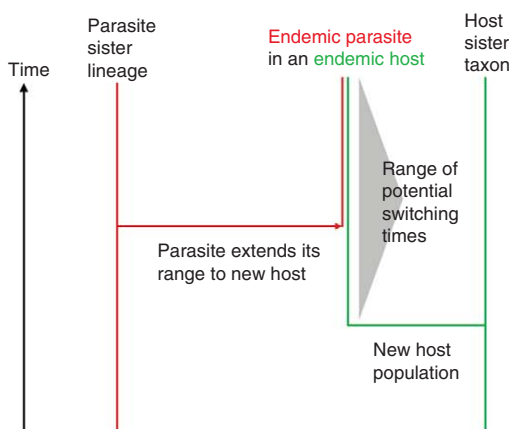 Time
Parasite
sister
lineage
Endemic parasite
in an endemic host
Host
sister
taxon
Range of
potential
switching
times
Parasite extends its
range to new host
New host
population